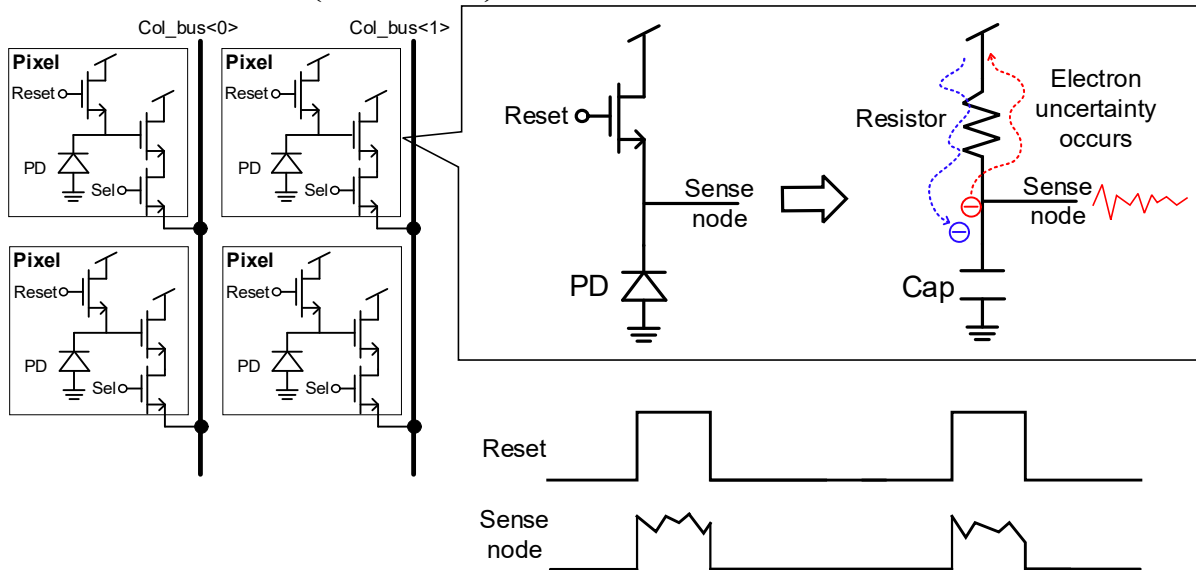 Col_bus<0>
Col_bus<1>
Pixel
Reset
PD
Sel
Pixel
Reset
PD
Sel
Pixel
Reset
PD
Sel
Pixel
Reset
PD
Sel
Reset
Sense
node
PD
Resistor
Electron
uncertainty
occurs
Sense
node
Cap
Reset
Sense
node